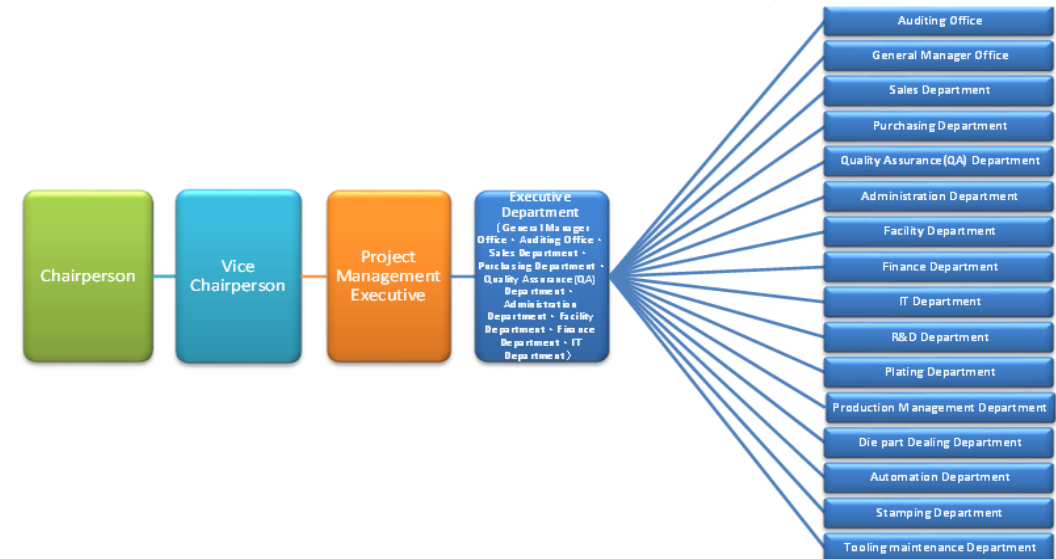 Chairperson
Vice
Chairperson
Project
Management
Executive
Executive
Department
(General Manager
Office、Auditing Office、
Sales Department、
Purchasing Department、
Quality Assurance(QA)
Department、
Administration
Department、Facility
Department、Finance
Department、IT
Department)
Auditing Office
General Manager Office
Sales Department
Purchasing Department
Quality Assurance(QA) Department
Administration Department
Facility Department
Finance Department
IT Department
R&D Department
Plating Department
Production Management Department
Die part Dealing Department
Automation Department
Stamping Department
Tooling maintenance Department